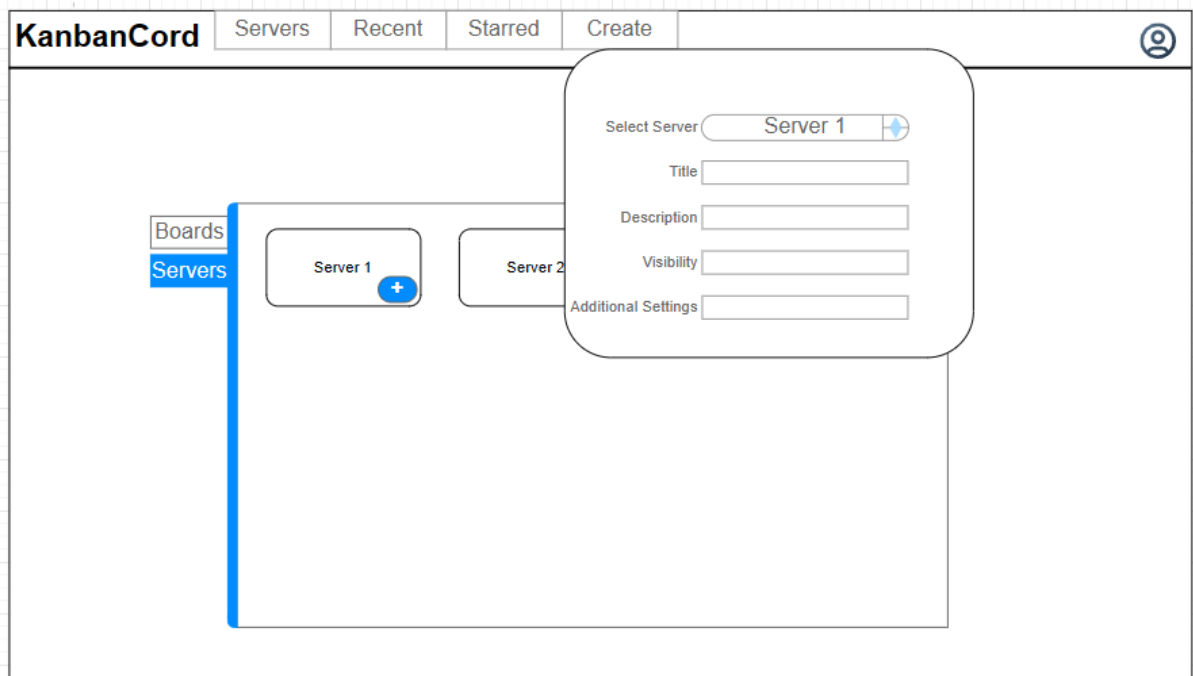 KanbanCord Servers Recent Starred Create
Select Server Server 1
Title
Description
Visibility
Additional Settings
Boards
Servers
Server 1
+
Server 2